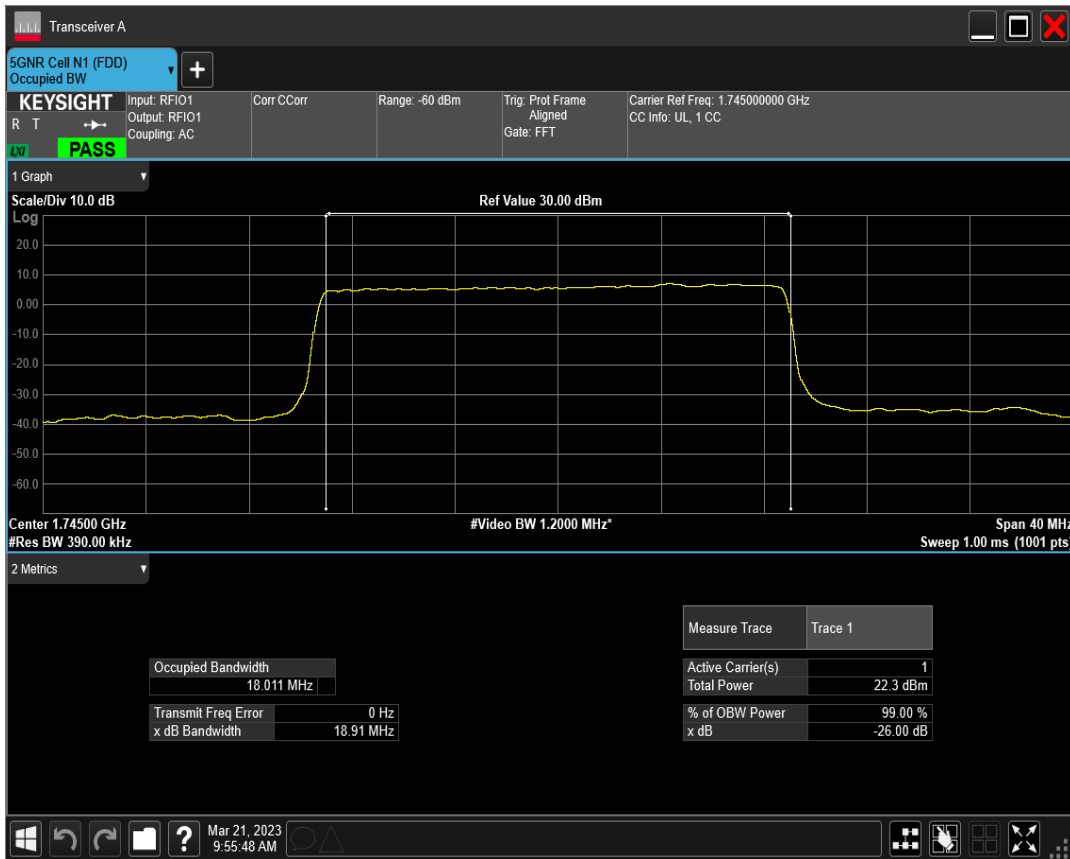 Transceiver A
5GNR Cell N1 (FDD)
Occupied BW
+
KEYSIGHT
R T
LXI
PASS
Input: RFIO1
Output: RFIO1
Coupling: AC
Corr CCorr
Range: -60 dBm
Trig: Prot Frame
Aligned
Gate: FFT
Carrier Ref Freq: 1.745000000 GHz
CC Info: UL, 1 CC
1 Graph
Scale/Div 10.0 dB
Ref Value 30.00 dBm
Log
20.0
10.0
0.00
-10.0
-20.0
-30.0
-40.0
-50.0
-60.0
Center 1.74500 GHz
#Video BW 1.2000 MHz*
Span 40 MHz
#Res BW 390.00 kHz
Sweep 1.00 ms (1001 pts)
2 Metrics
Measure Trace Trace 1
Occupied Bandwidth
18.011 MHz
Transmit Freq Error 0 Hz
x dB Bandwidth 18.91 MHz
Active Carrier(s) 1
Total Power 22.3 dBm
% of OBW Power 99.00 %
x dB -26.00 dB
?
Mar 21, 2023
9:55:48 AM